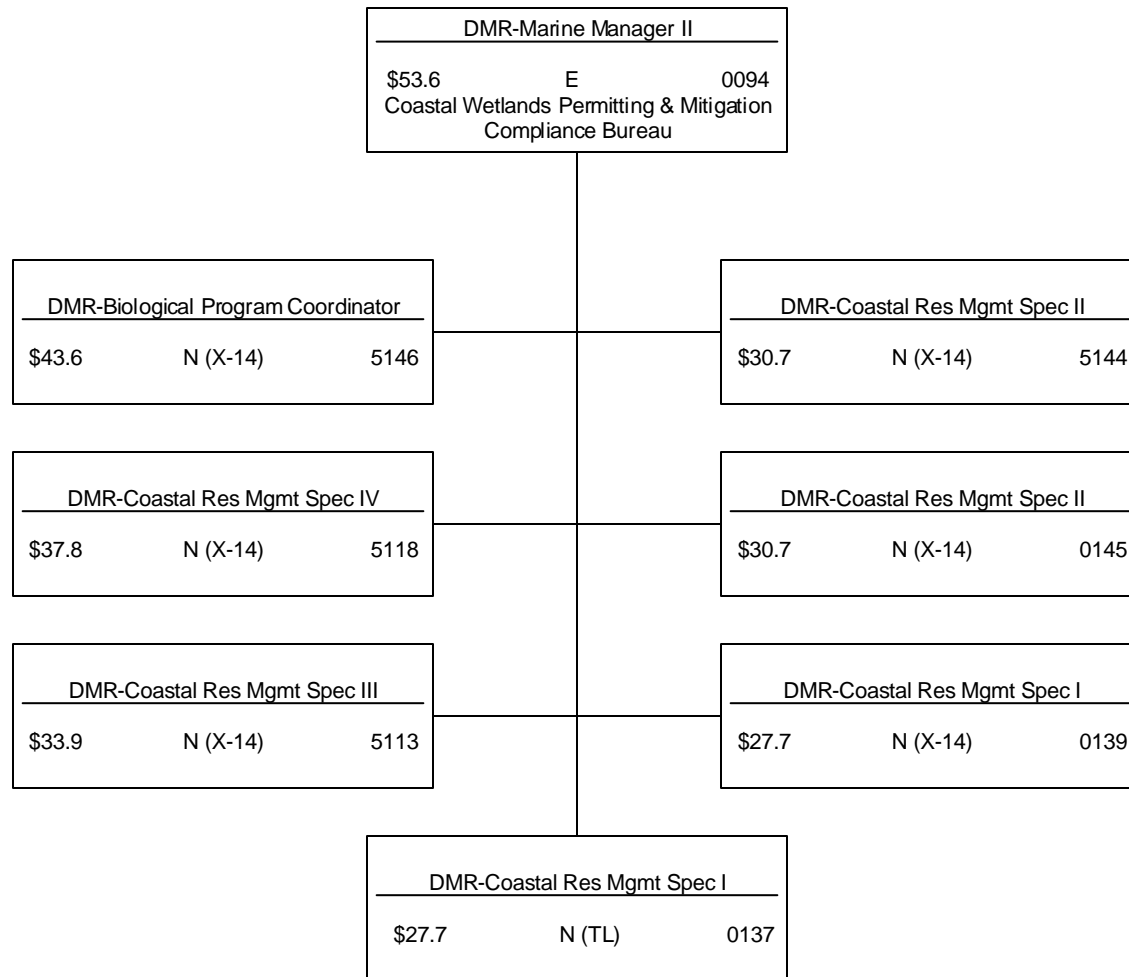 DMR-Marine Manager II
$53.6 E 0094
Coastal Wetlands Permitting & Mitigation
Compliance Bureau
DMR-Biological Program Coordinator
$43.6 N (X-14) 5146
DMR-Coastal Res Mgmt Spec II
$30.7 N (X-14) 5144
DMR-Coastal Res Mgmt Spec IV
$37.8 N (X-14) 5118
DMR-Coastal Res Mgmt Spec II
$30.7 N (X-14) 0145
DMR-Coastal Res Mgmt Spec III
$33.9 N (X-14) 5113
DMR-Coastal Res Mgmt Spec I
$27.7 N (X-14) 0139
DMR-Coastal Res Mgmt Spec I
$27.7 N (TL) 0137